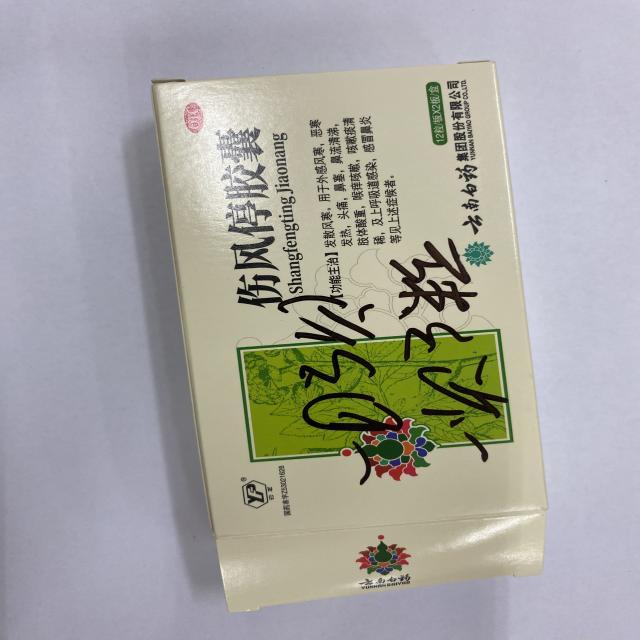 OTC
伤风停胶囊
Shangfengting Jiaonang
【功能主治】发散风寒。用于外感风寒,恶寒
发热,头痛,鼻塞,鼻流清涕,
肢体酸重,喉痒咳嗽,咳嗽痰清
稀,及上呼吸道感染,感冒鼻炎
等见上述症候者。
12粒/板X2板/盒
云南白药 集团股份有限公司
YUNNAN BAIYAO GROUP CO.,LTD.
国药准字Z53021628
云南白药
YUNNAN BAIYAO